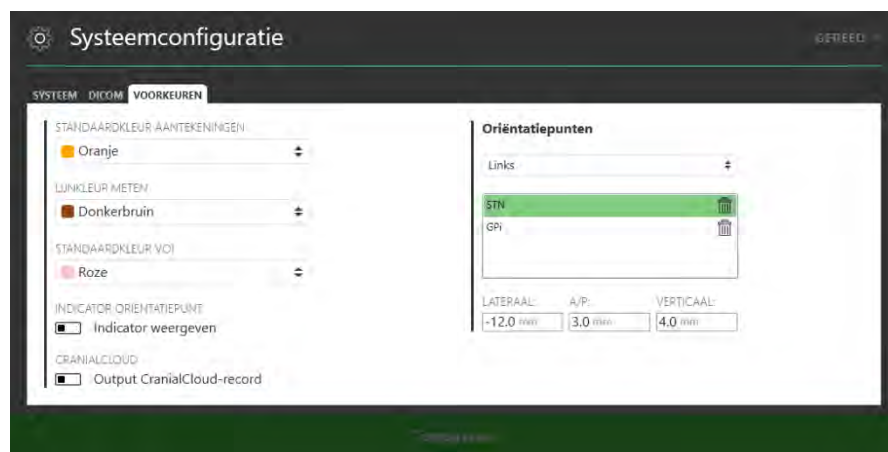 Systeemconfiguratie
GEREED
SYSTEEM DICOM VOORKEUREN
STANDAARDKLEUR AANTEKENINGEN
Oranje
LIJNKLEUR METEN
Donkerbruin
STANDAARDKLEUR VOI
Roze
INDICATOR ORIËNTATIEPUNT
Indicator weergeven
CRANIALCLOUD
Output CranialCloud-record
Oriëntatiepunten
Links
STN
GPi
LATERAAL: A/P: VERTICAAL:
-12.0 mm 3.0 mm 4.0 mm